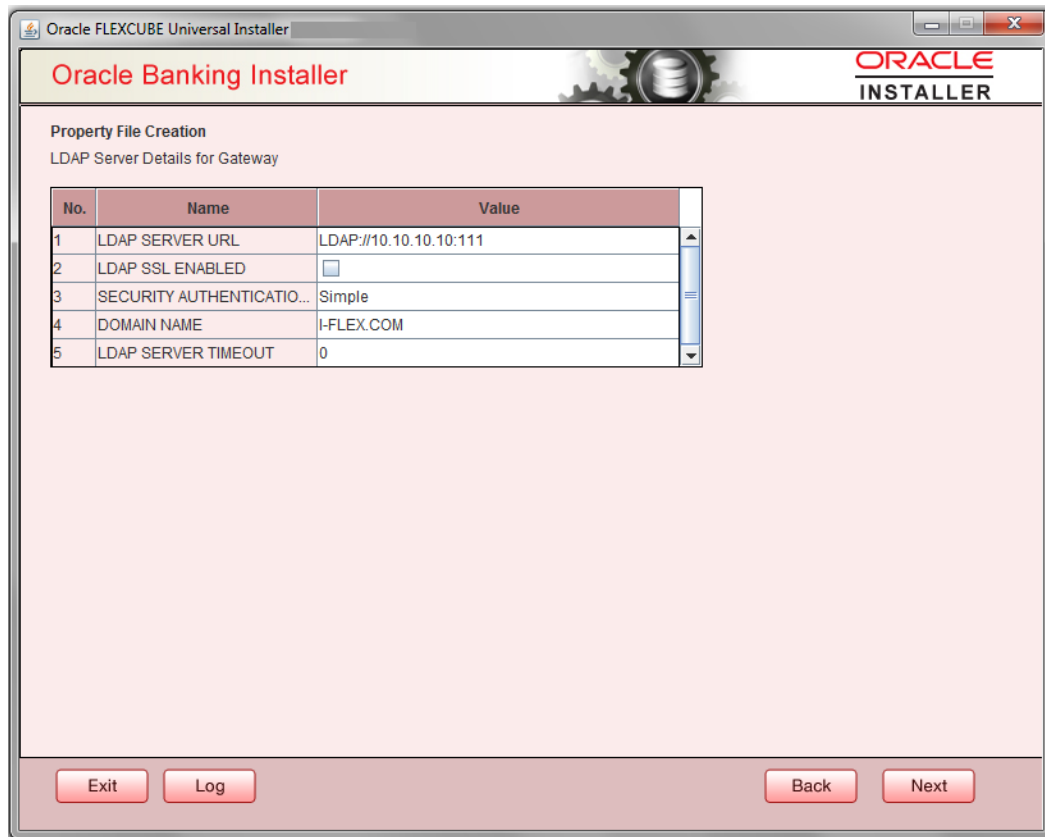 Oracle FLEXCUBE Universal Installer
Oracle Banking Installer
ORACLE
INSTALLER
Property File Creation
LDAP Server Details for Gateway
No. Name Value
1 LDAP SERVER URL LDAP://10.10.10.10:111
2 LDAP SSL ENABLED
3 SECURITY AUTHENTICATIO... Simple
4 DOMAIN NAME I-FLEX.COM
5 LDAP SERVER TIMEOUT 0
Exit Log Back Next